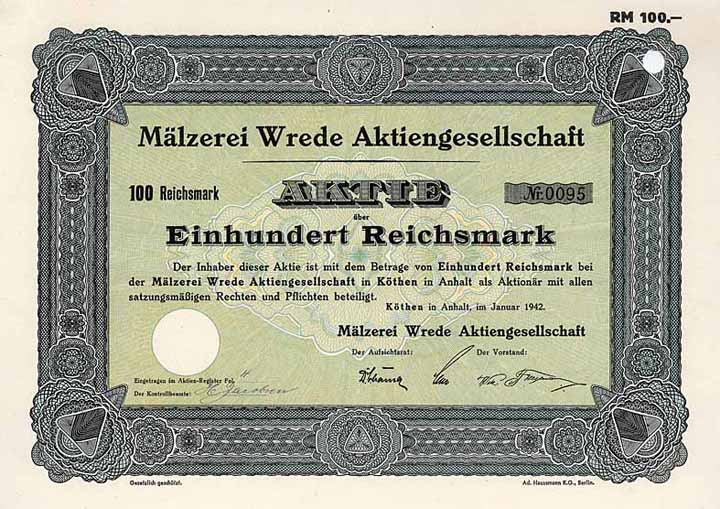 RM 100.—
Mälzerei Wrede Aktiengesellschaft
100 Reichsmark
AKTIE
Nr. 0095
über
Einhundert Reichsmark
Der Inhaber dieser Aktie ist mit dem Betrage von Einhundert Reichsmark bei
der Mälzerei Wrede Aktiengesellschaft in Köthen in Anhalt als Aktionär mit allen
satzungsmäßigen Rechten und Pflichten beteiligt.
Köthen in Anhalt, im Januar 1942.
Mälzerei Wrede Aktiengesellschaft
Der Aufsichtsrat:
Der Vorstand:
Eingetragen im Aktien-Register Fol. 4
Der Kontrollbeamte:
Gesetzlich geschützt.
Ad. Haussmann K.G., Berlin.